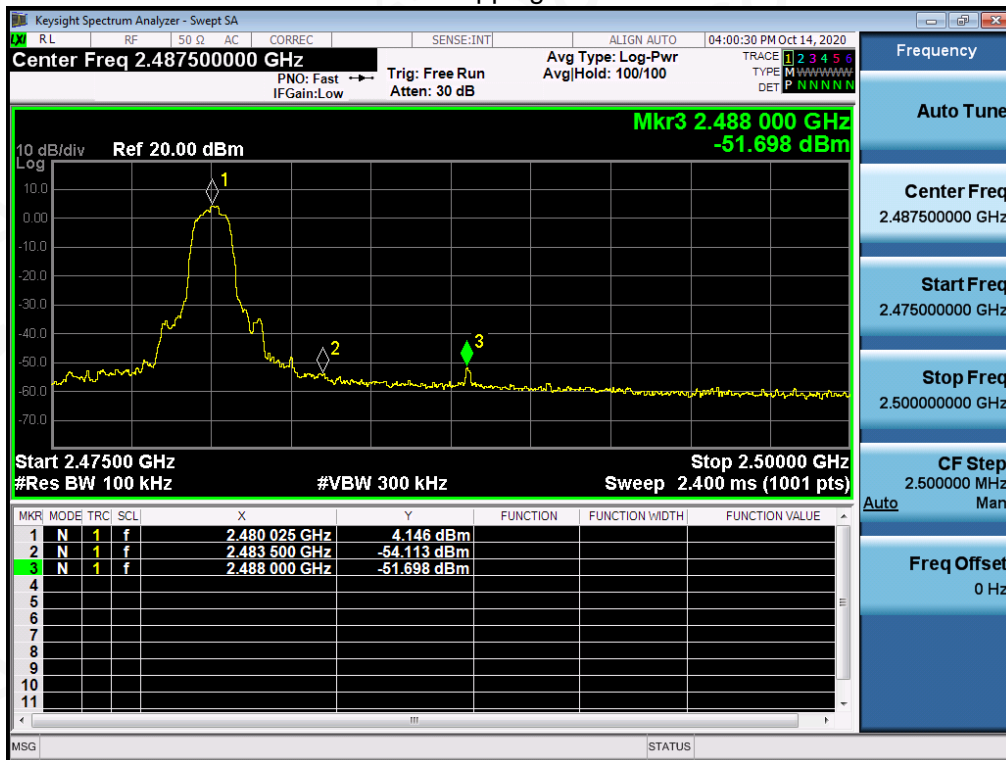 Keysight Spectrum Analyzer - Swept SA
LXI RL RF 50 Ω AC CORREC SENSE:INT ALIGN AUTO 04:00:30 PM Oct 14, 2020
Center Freq 2.487500000 GHz
PNO: Fast
IFGain:Low
Trig: Free Run
Atten: 30 dB
Avg Type: Log-Pwr
Avg|Hold: 100/100
TRACE 1 2 3 4 5 6
TYPE M WWWWW
DET P N N N N N
Mkr3 2.488 000 GHz
-51.698 dBm
10 dB/div Ref 20.00 dBm
Log
10.0
0.00
-10.0
-20.0
-30.0
-40.0
-50.0
-60.0
-70.0
1
2
3
Start 2.47500 GHz Stop 2.50000 GHz
#Res BW 100 kHz #VBW 300 kHz Sweep 2.400 ms (1001 pts)
MKR MODE TRC SCL X Y FUNCTION FUNCTION WIDTH FUNCTION VALUE
1 N 1 f 2.480 025 GHz 4.146 dBm
2 N 1 f 2.483 500 GHz -54.113 dBm
3 N 1 f 2.488 000 GHz -51.698 dBm
4
5
6
7
8
9
10
11
MSG STATUS
Frequency
Auto Tune
Center Freq
2.487500000 GHz
Start Freq
2.475000000 GHz
Stop Freq
2.500000000 GHz
CF Step
2.500000 MHz
Auto Man
Freq Offset
0 Hz